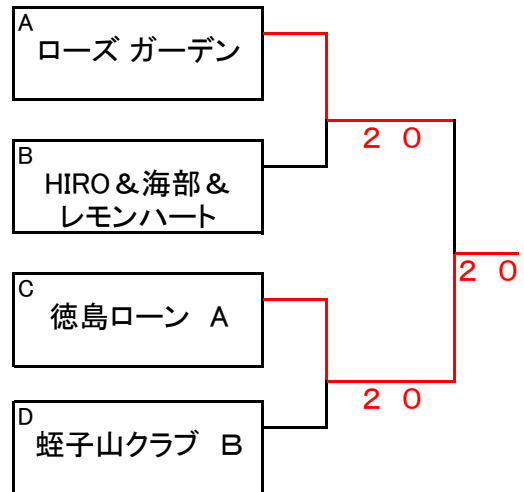 A
ローズ ガーデン
２ ０
B
HIRO＆海部＆
レモンハート
２ ０
C
徳島ローン A
２ ０
D
蛭子山クラブ B